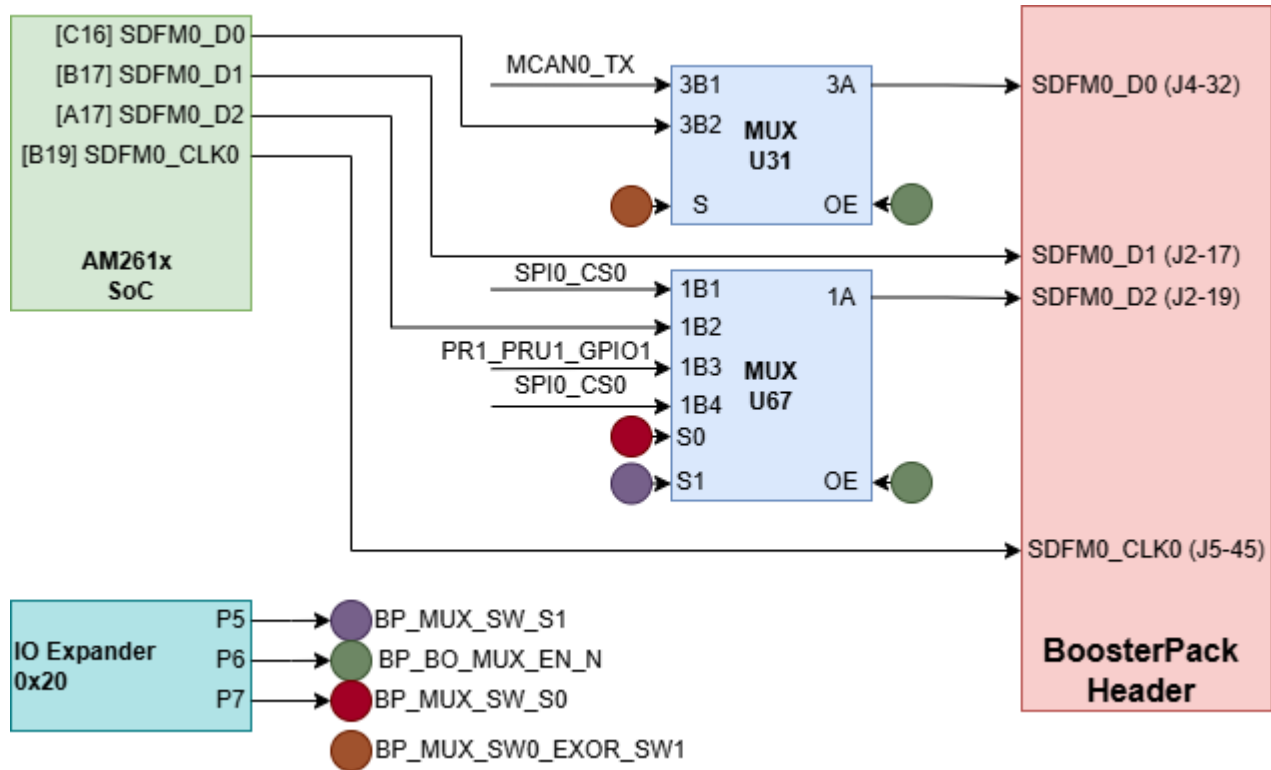 [C16] SDFM0_D0
[B17] SDFM0_D1
[A17] SDFM0_D2
[B19] SDFM0_CLK0
AM261x
SoC
MCAN0_TX
3B1
3A
3B2
MUX
U31
S
OE
SPI0_CS0
1B1
1A
1B2
PR1_PRU1_GPIO1
1B3
MUX
SPI0_CS0
1B4
U67
S0
S1
OE
SDFM0_D0 (J4-32)
SDFM0_D1 (J2-17)
SDFM0_D2 (J2-19)
SDFM0_CLK0 (J5-45)
BoosterPack
Header
IO Expander
0x20
P5
BP_MUX_SW_S1
P6
BP_BO_MUX_EN_N
P7
BP_MUX_SW_S0
BP_MUX_SW0_EXOR_SW1